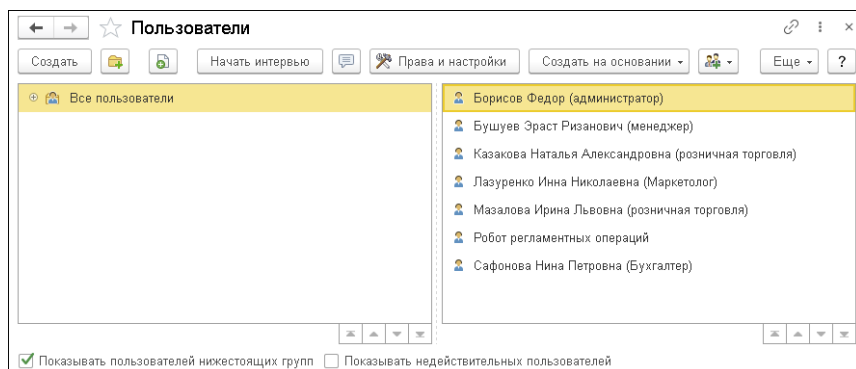 Пользователи
Создать Начать интервью Права и настройки Создать на основании Еще ?
Все пользователи
Борисов Федор (администратор)
Бушуев Эраст Ризанович (менеджер)
Казакова Наталья Александровна (розничная торговля)
Лазуренко Инна Николаевна (Маркетолог)
Мазалова Ирина Львовна (розничная торговля)
Робот регламентных операций
Сафонова Нина Петровна (Бухгалтер)
Показывать пользователей нижестоящих групп Показывать недействительных пользователей